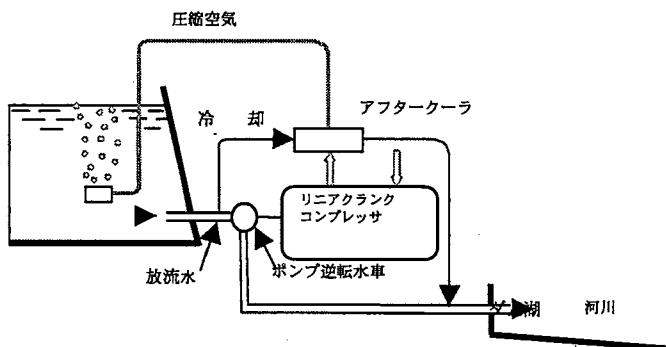 圧縮空気
アフタークーラ
冷　却
リニアクランク
コンプレッサ
放流水
ポンプ逆転水車
ダム湖
河川